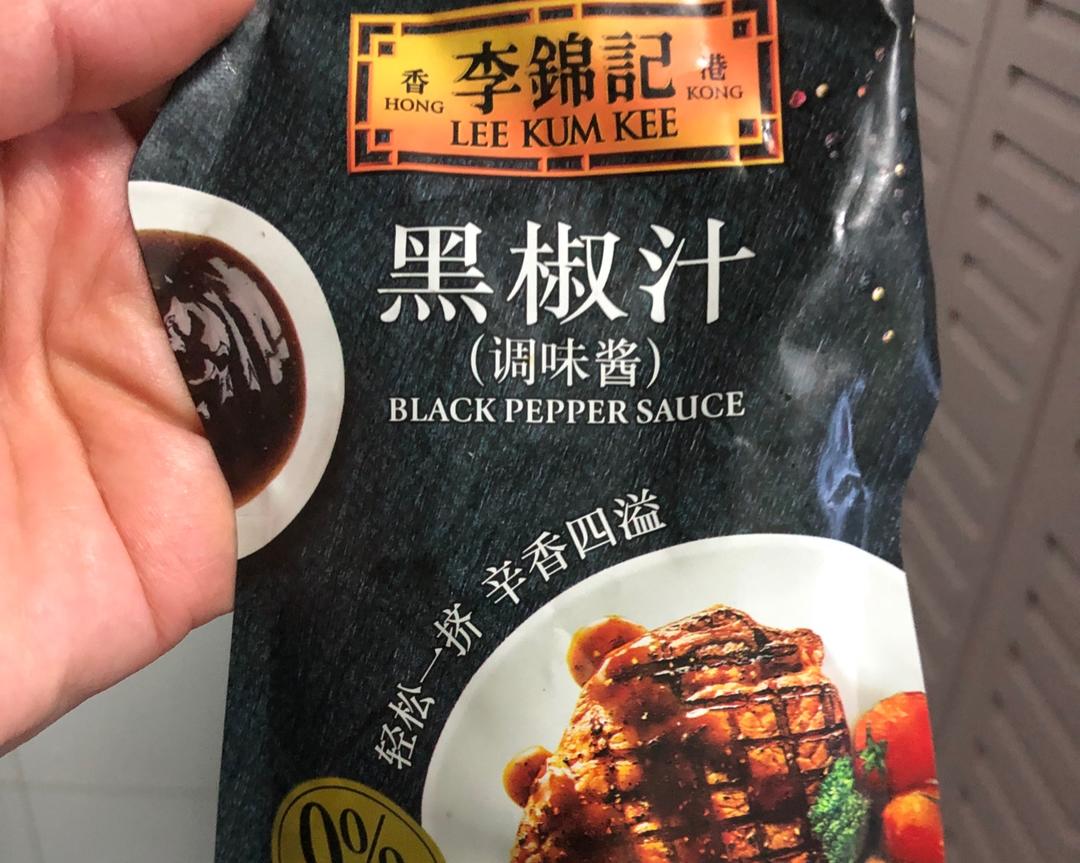 香 李錦記 港
HONG KONG
LEE KUM KEE
黑椒汁
（调味酱）
BLACK PEPPER SAUCE
轻松一挤 辛香四溢
0%